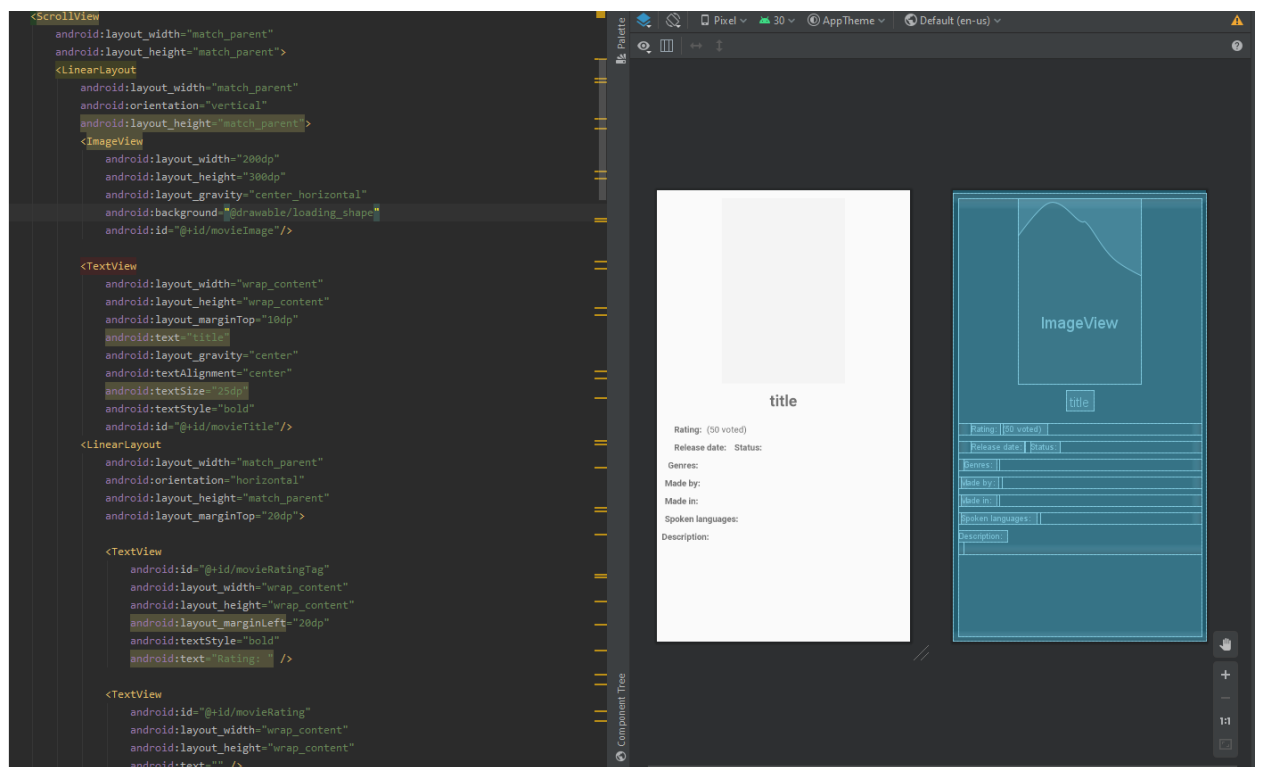 <ScrollView
android:layout_width="match_parent"
android:layout_height="match_parent">
<LinearLayout
android:layout_width="match_parent"
android:orientation="vertical"
android:layout_height="match_parent">
<ImageView
android:layout_width="200dp"
android:layout_height="300dp"
android:layout_gravity="center_horizontal"
android:background="@drawable/loading_shape"
android:id="@+id/movieImage"/>
<TextView
android:layout_width="wrap_content"
android:layout_height="wrap_content"
android:layout_marginTop="10dp"
android:text="title"
android:layout_gravity="center"
android:textAlignment="center"
android:textSize="25dp"
android:textStyle="bold"
android:id="@+id/movieTitle"/>
<LinearLayout
android:layout_width="match_parent"
android:orientation="horizontal"
android:layout_height="match_parent"
android:layout_marginTop="20dp">
<TextView
android:id="@+id/movieRatingTag"
android:layout_width="wrap_content"
android:layout_height="wrap_content"
android:layout_marginLeft="20dp"
android:textStyle="bold"
android:text="Rating: " />
<TextView
android:id="@+id/movieRating"
android:layout_width="wrap_content"
android:layout_height="wrap_content"
android:text="" />
Palette
Component Tree
Pixel 30 AppTheme Default (en-us)
title
Rating: (50 voted)
Release date: Status:
Genres:
Made by:
Made in:
Spoken languages:
Description:
ImageView
title
Rating: (50 voted)
Release date: Status:
Genres:
Made by:
Made in:
Spoken languages:
Description:
1:1